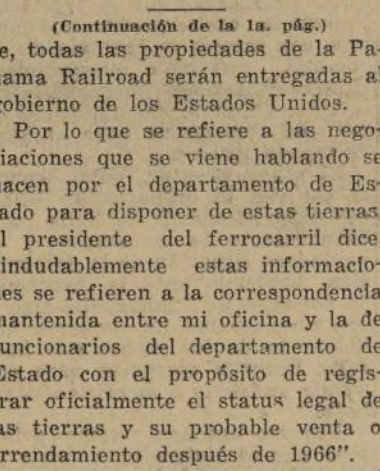 (Continuación de la 1a. pág.)
e, todas las propiedades de la Pa-
nama Railroad serán entregadas al
gobierno de los Estados Unidos.
Por lo que se refiere a las nego-
iaciones que se viene hablando se
hacen por el departamento de Es-
ado para disponer de estas tierras,
l presidente del ferrocarril dice
indudablemente estas informacio-
nes se refieren a la correspondencia
mantenida entre mi oficina y la de
funcionarios del departamento de
Estado con el propósito de regis-
rar oficialmente el status legal de
as tierras y su probable venta o
arrendamiento después de 1966".